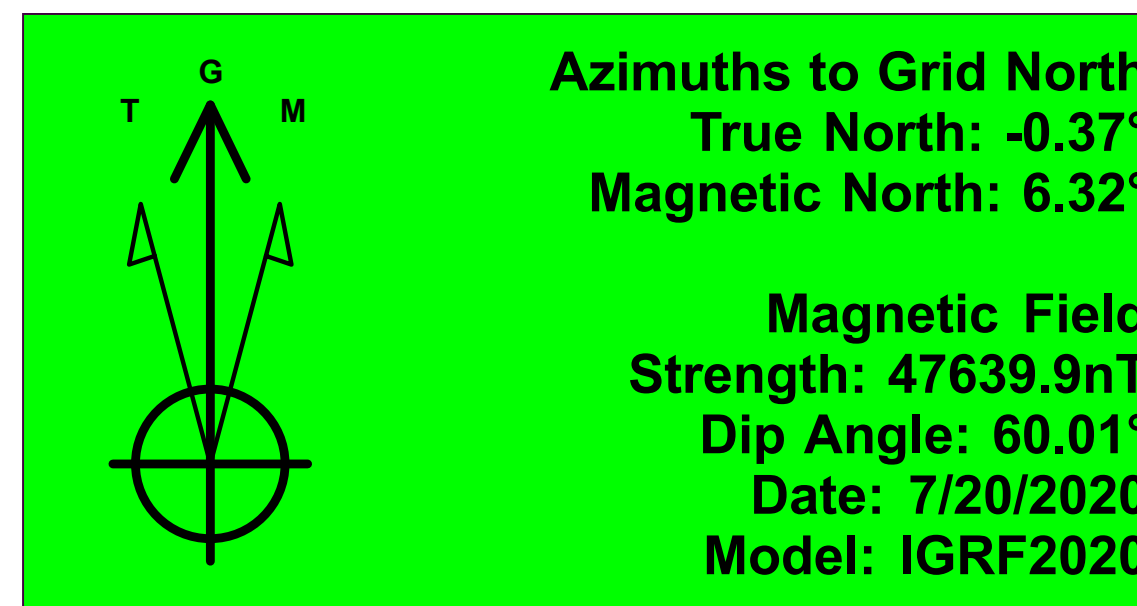 G
T M
Azimuths to Grid North
True North: -0.37°
Magnetic North: 6.32°
Magnetic Field
Strength: 47639.9nT
Dip Angle: 60.01°
Date: 7/20/2020
Model: IGRF2020